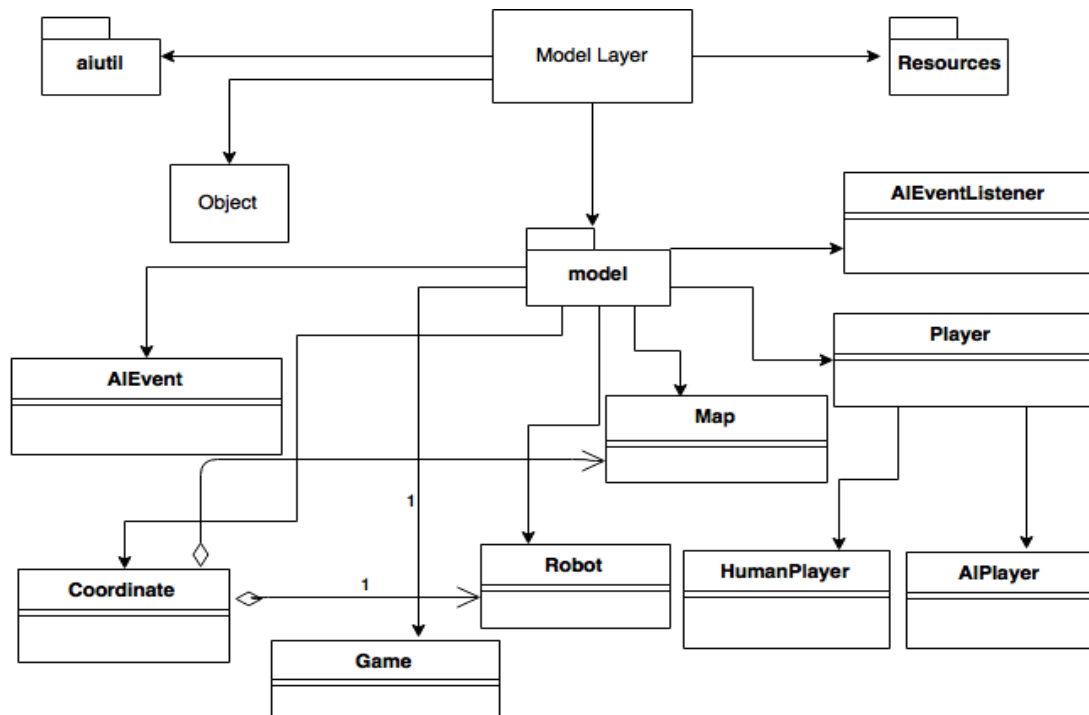 Model Layer
aiutil
Resources
Object
AIEventListener
model
Player
AIEvent
Map
1
Robot
HumanPlayer
AIPlayer
Coordinate
1
Game